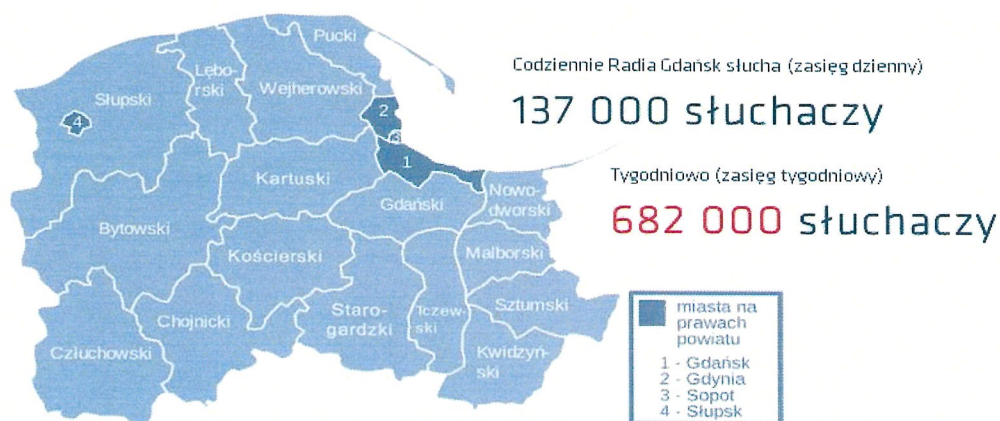 Pucki
Lębo-
rski
Wejherowski
Słupski
4
2
3
1
Kartuski
Gdański
Nowo-
dworski
Bytowski
Kościerski
Malborski
Sztumski
Staro-
gardzki
Tczew-
ski
Chojnicki
Człuchowski
Kwidzyń-
ski
Codziennie Radia Gdańsk słucha (zasięg dzienny)
137 000 słuchaczy
Tygodniowo (zasięg tygodniowy)
682 000 słuchaczy
miasta na
prawach
powiatu
1 - Gdańsk
2 - Gdynia
3 - Sopot
4 - Słupsk